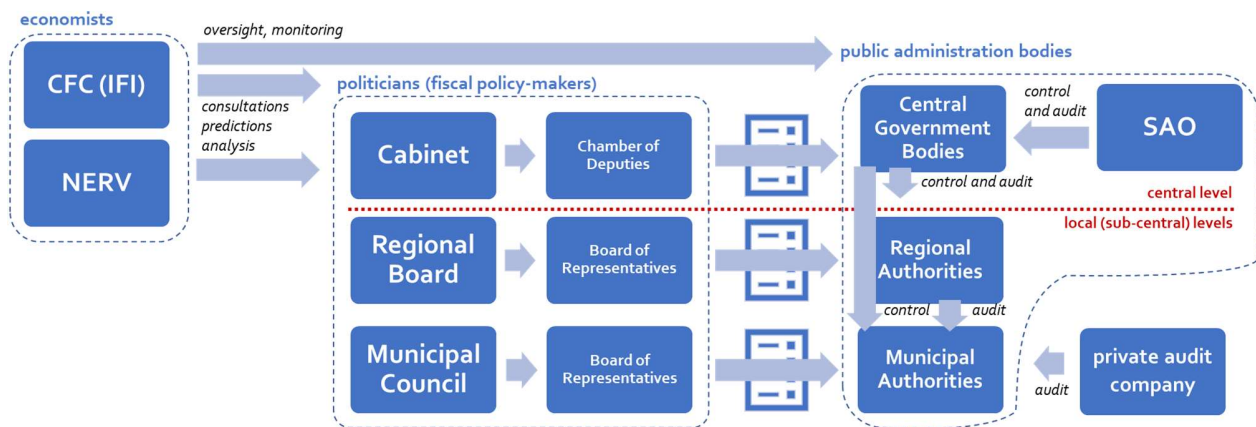 economists
CFC (IFI)
NERV
oversight, monitoring
consultations
predictions
analysis
politicians (fiscal policy-makers)
Cabinet
Chamber of
Deputies
Regional
Board
Board of
Representatives
Municipal
Council
Board of
Representatives
public administration bodies
Central
Government
Bodies
control
and audit
SAO
control and audit
central level
local (sub-central) levels
Regional
Authorities
control
audit
Municipal
Authorities
audit
private audit
company